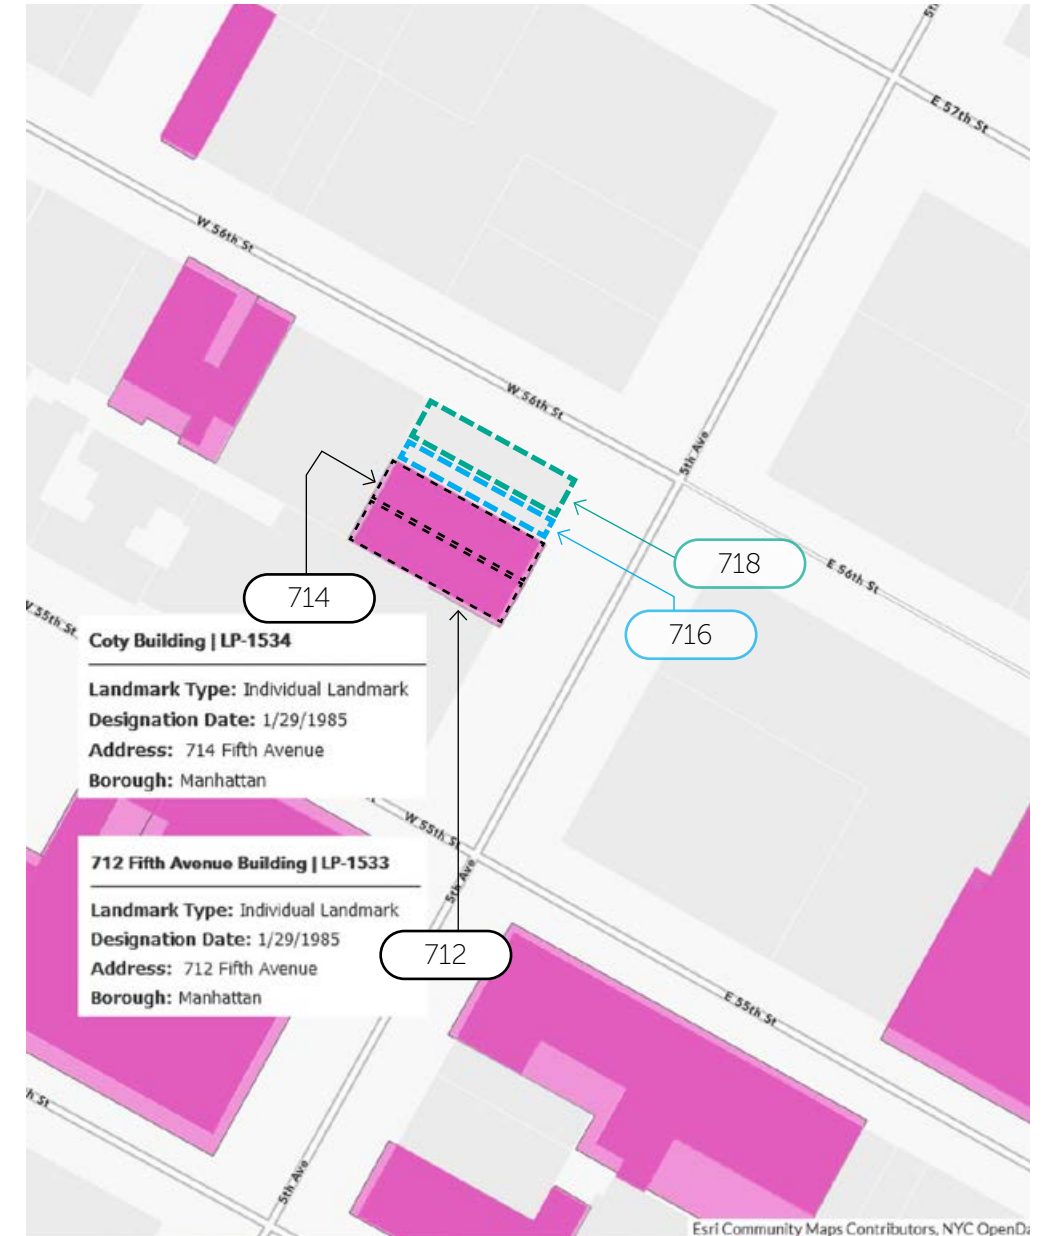 5th
E 57th St
W 56th St
W 56th St
5th Ave
718
E 56th St
714
716
W 55th St
Coty Building | LP-1534
Landmark Type: Individual Landmark
Designation Date: 1/29/1985
Address: 714 Fifth Avenue
Borough: Manhattan
W 55th St
712 Fifth Avenue Building | LP-1533
5th Ave
Landmark Type: Individual Landmark
Designation Date: 1/29/1985
712
Address: 712 Fifth Avenue
Borough: Manhattan
E 55th St
h St
5th Ave
Esri Community Maps Contributors, NYC OpenDa